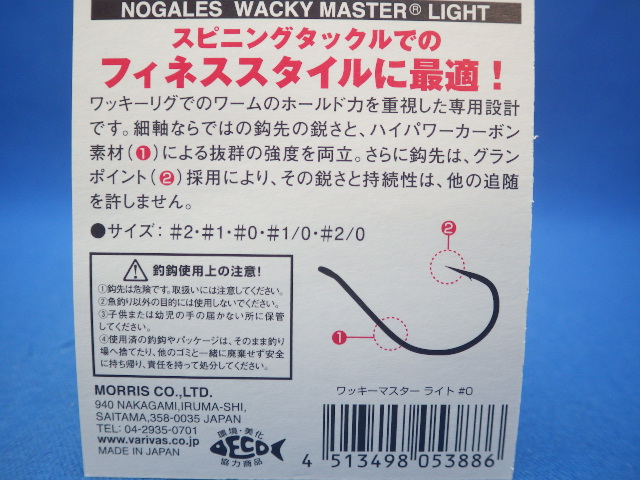 NOGALES WACKY MASTER® LIGHT
スピニングタックルでの
フィネススタイルに最適！
ワッキーリグでのワームのホールド力を重視した専用設計
です。細軸ならではの鈎先の鋭さと、ハイパワーカーボン
素材(❶)による抜群の強度を両立。さらに鈎先は、グラン
ポイント(❷)採用により、その鋭さと持続性は、他の追随
を許しません。
●サイズ：#2・#1・#0・#1/0・#2/0
❷
❶
ワッキーマスター ライト #0
⚠ 釣鈎使用上の注意!
①鈎先は危険です。取扱いには注意してください。
②魚釣り以外の目的には使用しないでください。
③子供または幼児の手の届かない所に保管
してください。
④使用済の釣鈎やパッケージは、そのまま釣り
場へ捨てたり、他のゴミと一緒に廃棄せず安全
に持ち帰り、責任を持って処分してください。
MORRIS CO.,LTD.
940 NAKAGAMI,IRUMA-SHI,
SAITAMA,358-0035 JAPAN
TEL: 04-2935-0701
www.varivas.co.jp
MADE IN JAPAN
環境・美化
ECO
協力商品
4 513498 053886